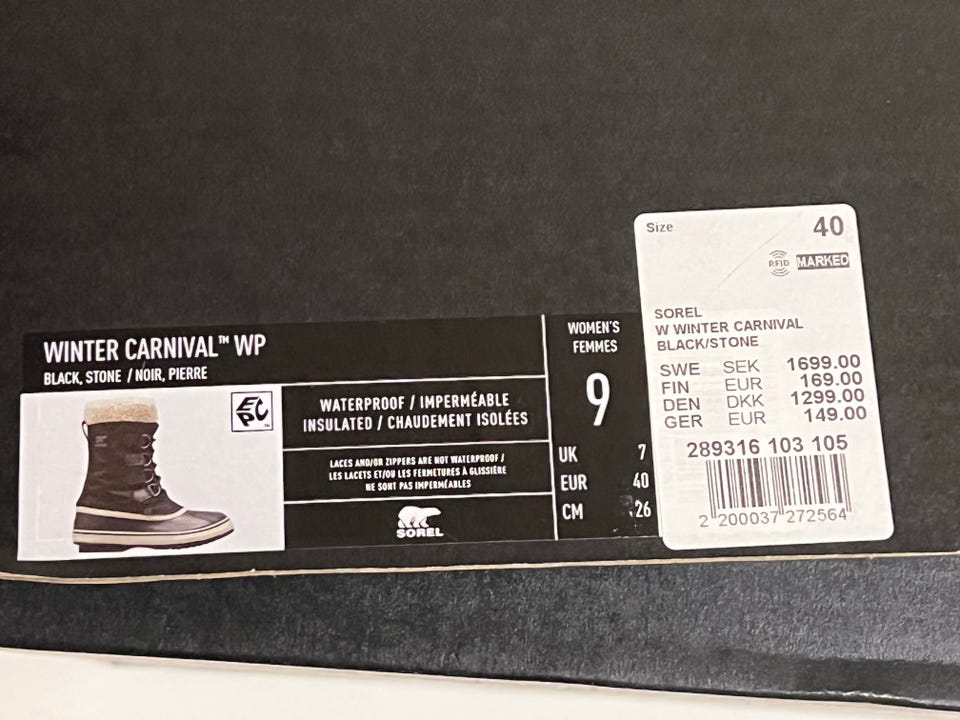 WINTER CARNIVAL™ WP
BLACK, STONE / NOIR, PIERRE
EPC
WATERPROOF / IMPERMÉABLE
INSULATED / CHAUDEMENT ISOLÉES
LACES AND/OR ZIPPERS ARE NOT WATERPROOF /
LES LACETS ET/OU LES FERMETURES À GLISSIÈRE
NE SONT PAS IMPERMÉABLES
SOREL
WOMEN'S
FEMMES
9
UK 7
EUR 40
CM 26
Size 40
RFID MARKED
SOREL
W WINTER CARNIVAL
BLACK/STONE
SWE SEK 1699.00
FIN EUR 169.00
DEN DKK 1299.00
GER EUR 149.00
289316 103 105
2 200037 272564